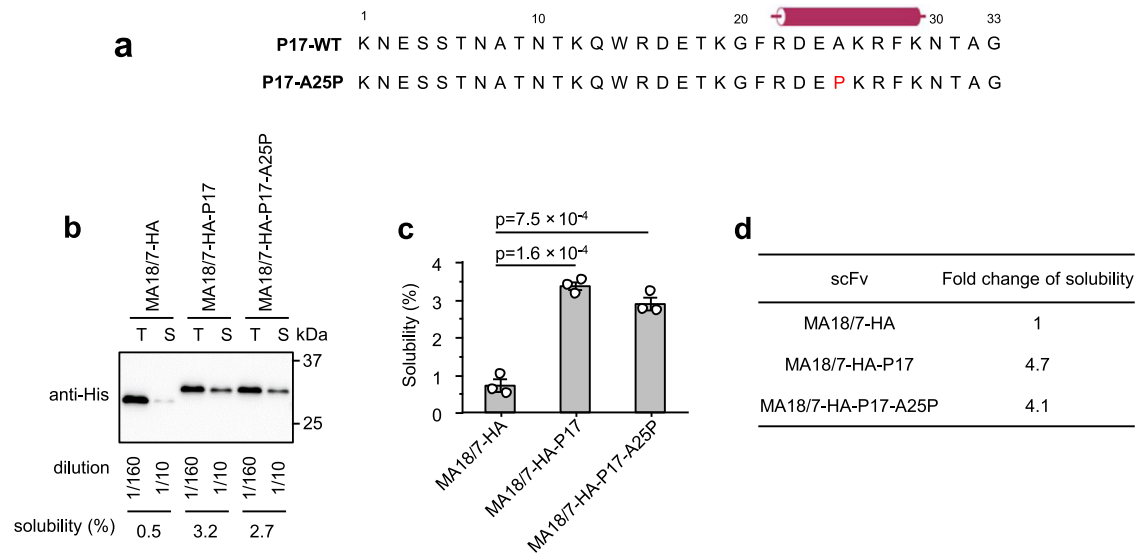 a
1 10 20 30 33
P17-WT K N E S S T N A T N T K Q W R D E T K G F R D E A K R F K N T A G
P17-A25P K N E S S T N A T N T K Q W R D E T K G F R D E P K R F K N T A G
b
MA18/7-HA
MA18/7-HA-P17
MA18/7-HA-P17-A25P
T S T S T S kDa
37
anti-His
25
dilution 1/160 1/10 1/160 1/10 1/160 1/10
solubility (%) 0.5 3.2 2.7
c
p=7.5 × 10-4
p=1.6 × 10-4
Solubility (%)
4
3
2
1
0
MA18/7-HA
MA18/7-HA-P17
MA18/7-HA-P17-A25P
d
scFv Fold change of solubility
MA18/7-HA 1
MA18/7-HA-P17 4.7
MA18/7-HA-P17-A25P 4.1